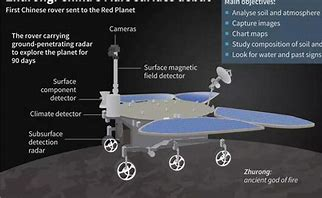 First Chinese rover sent to the Red Planet
The rover carrying
ground-penetrating radar
to explore the planet for
90 days
Main objectives:
Analyse soil and atmosphere
Capture images
Chart maps
Study composition of soil and
Look for water and past signs
Cameras
Surface magnetic
field detector
Surface
component
detector
Climate detector
Subsurface
detection
radar
Zhurong:
ancient god of fire